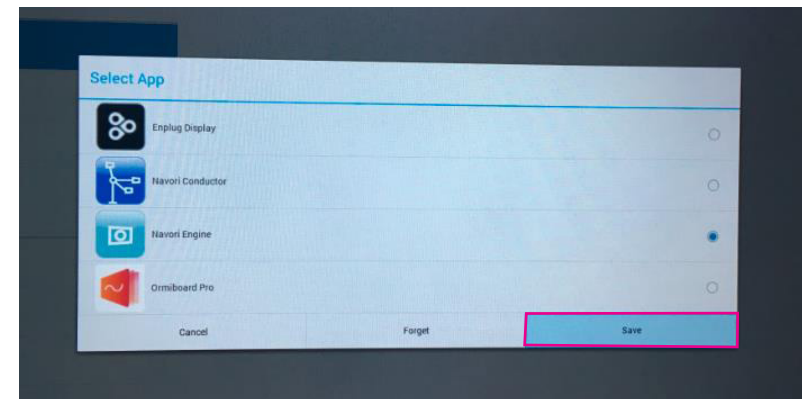 Select App
Enplug Display
Navori Conductor
Navori Engine
Ormiboard Pro
Cancel Forget Save